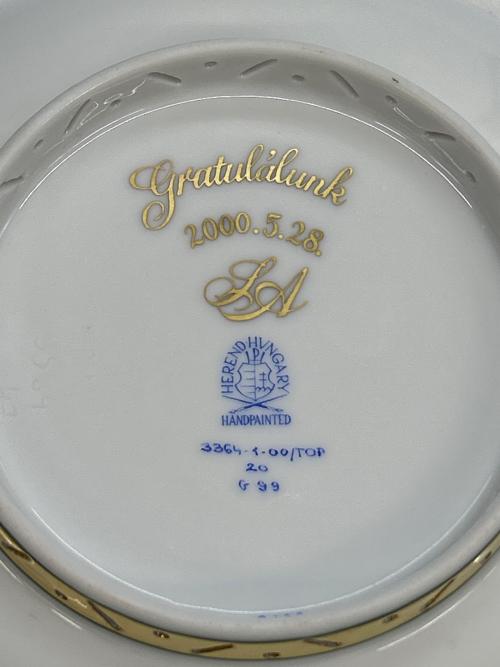 Gratulálunk
2000.5.28.
SA
HEREND HUNGARY
HANDPAINTED
3364-1-00/TOP
20
G 99